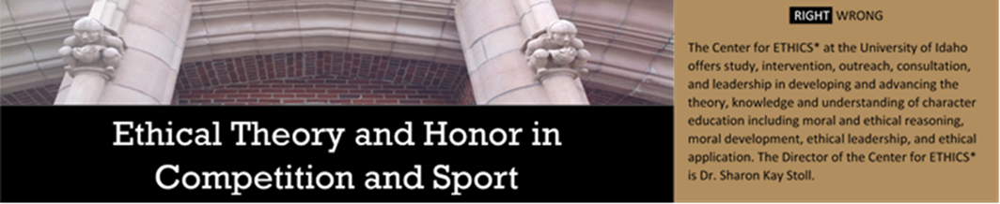 Ethical Theory and Honor in
Competition and Sport
RIGHT WRONG
The Center for ETHICS* at the University of Idaho
offers study, intervention, outreach, consultation,
and leadership in developing and advancing the
theory, knowledge and understanding of character
education including moral and ethical reasoning,
moral development, ethical leadership, and ethical
application. The Director of the Center for ETHICS*
is Dr. Sharon Kay Stoll.